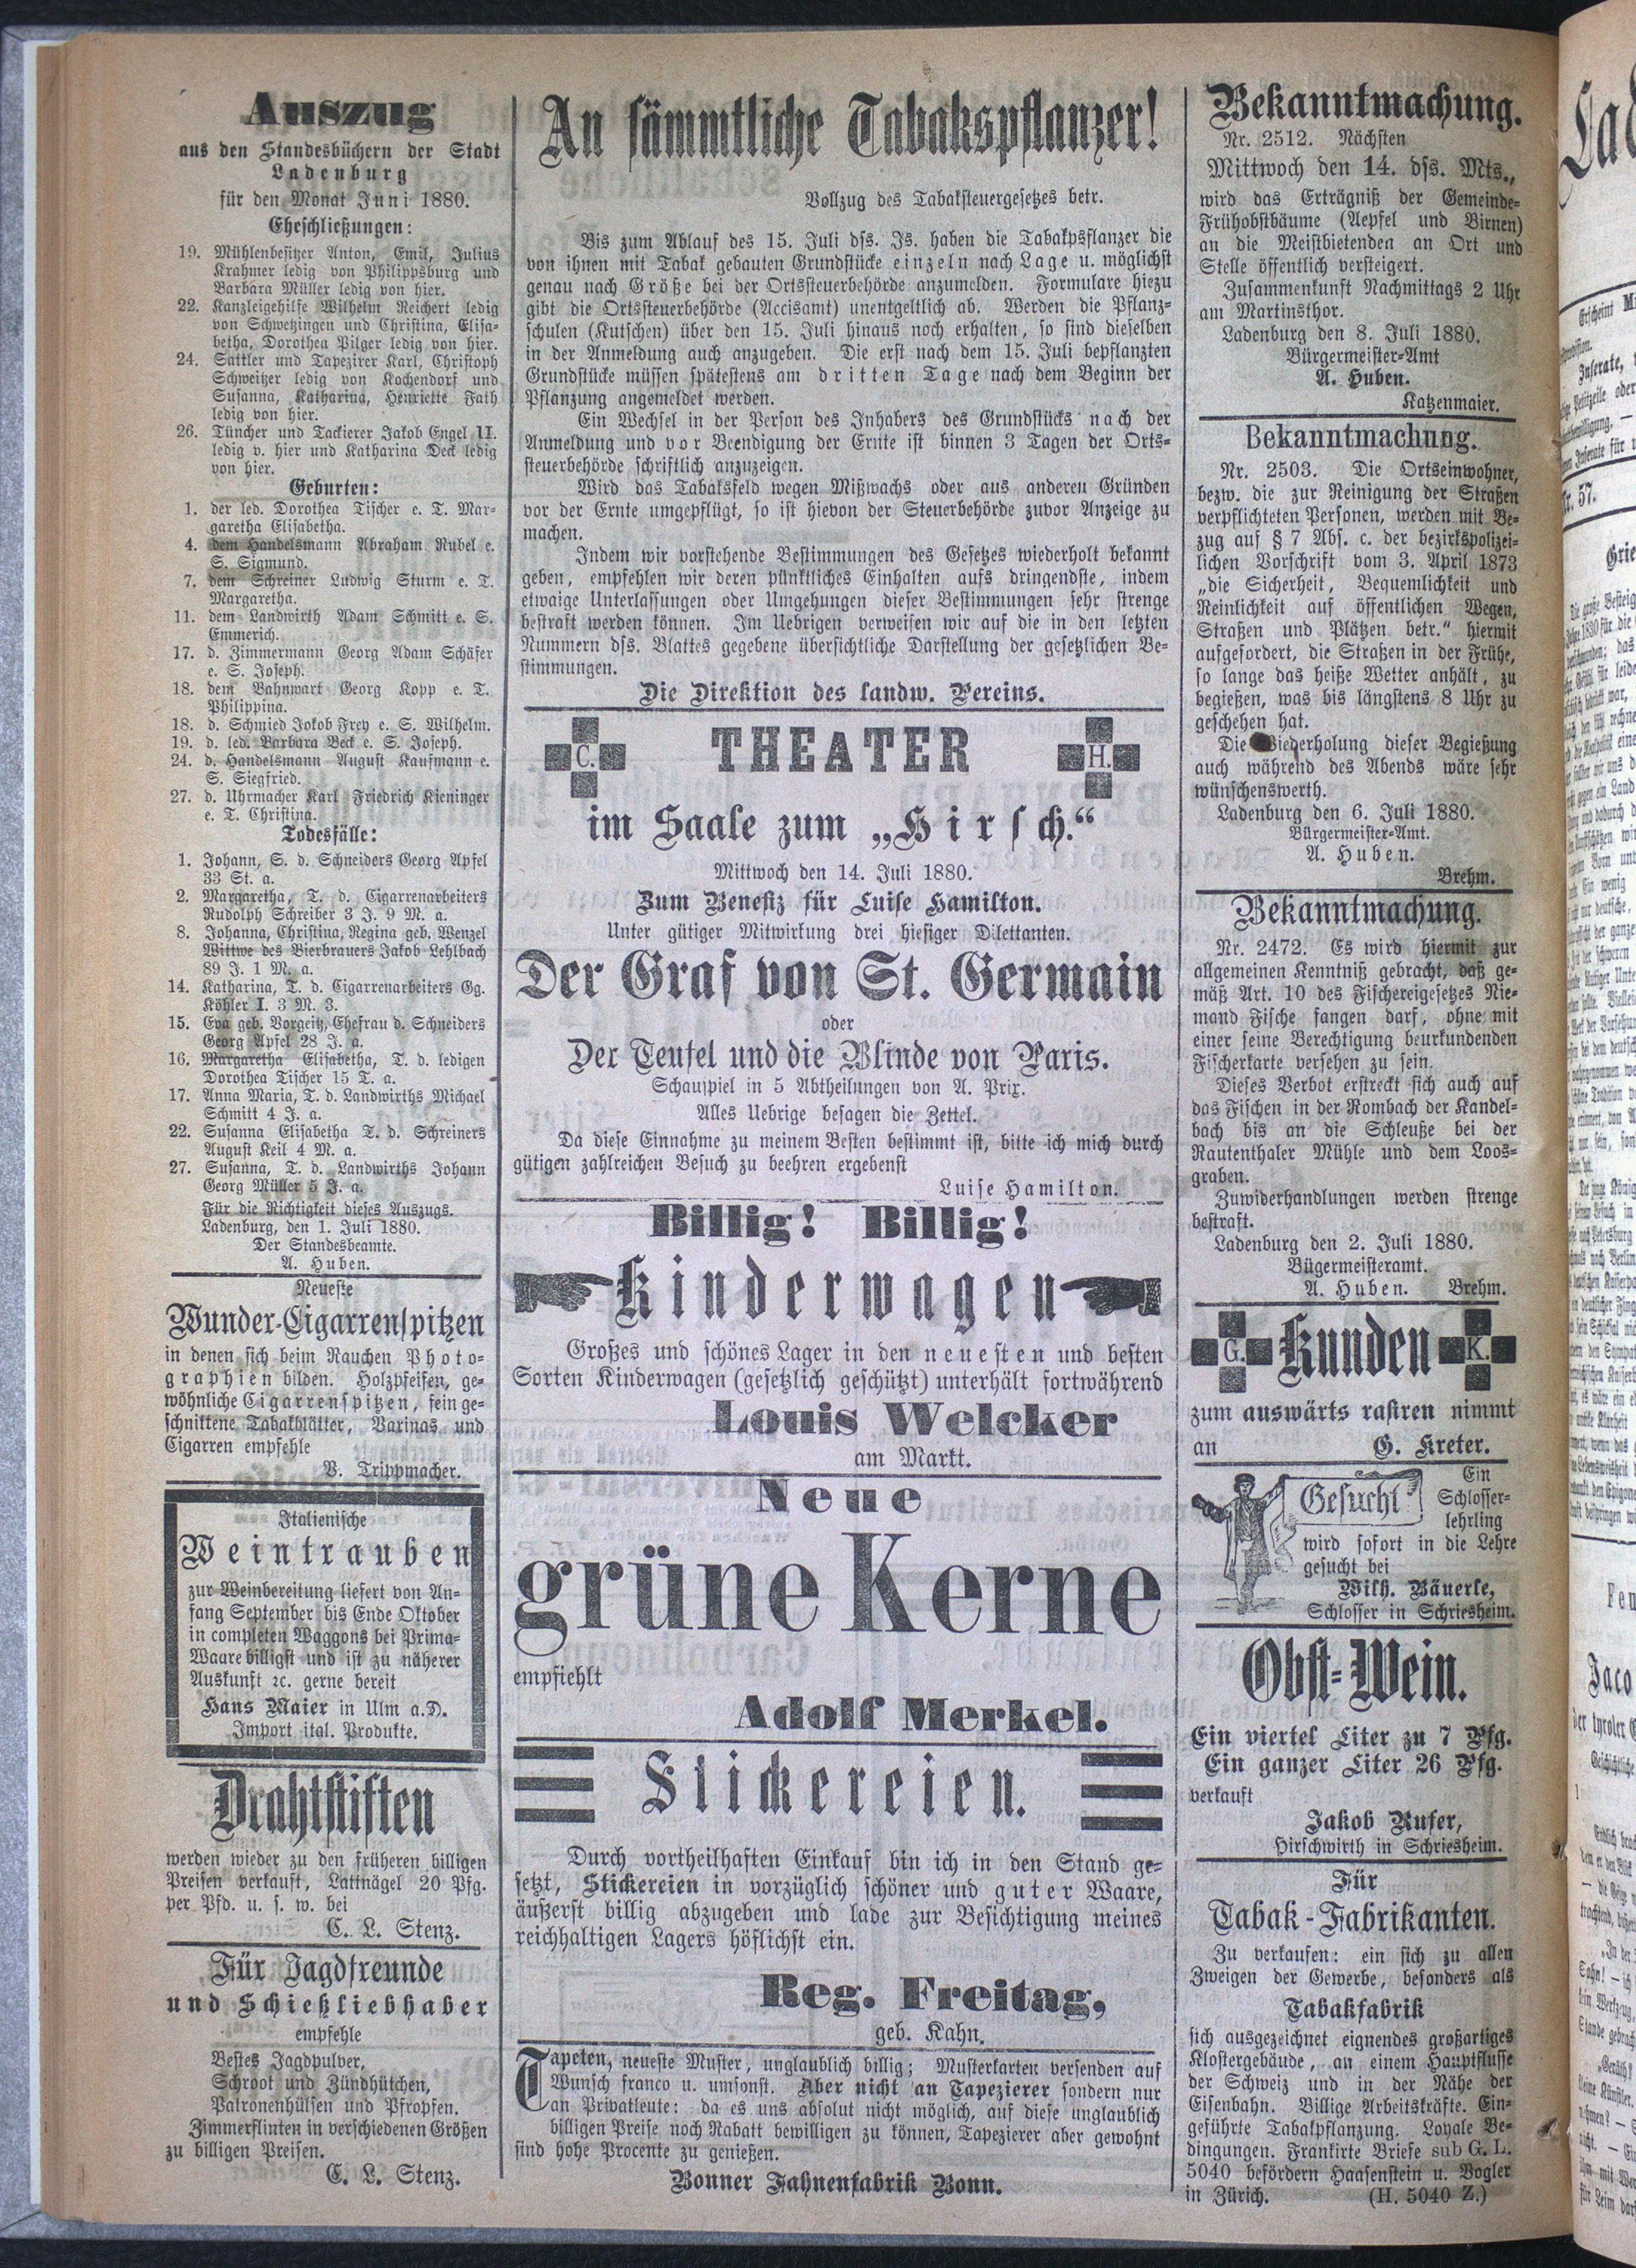 Auszug
aus den Standesbüchern der Stadt
Ladenburg
für den Monat Juni 1880.
Eheschließungen:
19. Mühlenbesitzer Anton, Emil, Julius
Krahmer ledig von Philippsburg und
Barbara Müller ledig von hier.
22. Kanzleigehilfe Wilhelm Reichert ledig
von Schwetzingen und Christina, Elisa-
betha, Dorothea Pilger ledig von hier.
24. Sattler und Tapezirer Karl, Christoph
Schweitzer ledig von Kochendorf und
Susanna, Katharina, Henriette Fath
ledig von hier.
26. Tüncher und Tackierer Jakob Engel II.
ledig v. hier und Katharina Deck ledig
von hier.
Geburten:
1. der led. Dorothea Tischer e. T. Mar-
garetha Elisabetha.
4. dem Handelsmann Abraham Rubel e.
S. Sigmund.
7. dem Schreiner Ludwig Sturm e. T.
Margaretha.
11. dem Landwirth Adam Schmitt e. S.
Emmerich.
17. d. Zimmermann Georg Adam Schäfer
e. S. Joseph.
18. dem Bahnwart Georg Kopp e. T.
Philippina.
18. d. Schmied Jokob Frey e. S. Wilhelm.
19. d. led. Barbara Beck e. S. Joseph.
24. d. Handelsmann August Kaufmann e.
S. Siegfried.
27. d. Uhrmacher Karl Friedrich Kieninger
e. T. Christina.
Todesfälle:
1. Johann, S. d. Schneiders Georg Apfel
33 St. a.
2. Margaretha, T. d. Cigarrenarbeiters
Rudolph Schreiber 3 J. 9 M. a.
8. Johanna, Christina, Regina geb. Wenzel
Wittwe des Bierbrauers Jakob Lehlbach
89 J. 1 M. a.
14. Katharina, T. d. Cigarrenarbeiters Gg.
Köhler I. 3 M. 3.
15. Eva geb. Vorgeitz, Ehefrau d. Schneiders
Georg Apfel 28 J. a.
16. Margaretha Elisabetha, T. d. ledigen
Dorothea Tischer 15 T. a.
17. Anna Maria, T. d. Landwirths Michael
Schmitt 4 J. a.
22. Susanna Elisabetha T. d. Schreiners
August Keil 4 M. a.
27. Susanna, T. d. Landwirths Johann
Georg Müller 5 J. a.
Für die Richtigkeit dieses Auszugs.
Ladenburg, den 1. Juli 1880.
Der Standesbeamte.
A. Huben.
Neueste
Wunder-Cigarrenspitzen
in denen sich beim Rauchen Photo-
graphien bilden. Holzpfeifen, ge-
wöhnliche Cigarrenspitzen, fein ge-
schnittene Tabakblätter, Varinas und
Cigarren empfehle
V. Trippmacher.
Italienische
Weintrauben
zur Weinbereitung liefert von An-
fang September bis Ende Oktober
in completen Waggons bei Prima-
Waare billigst und ist zu näherer
Auskunft ꝛc. gerne bereit
Hans Maier in Ulm a.D.
Import ital. Produkte.
Drahtstiften
werden wieder zu den früheren billigen
Preisen verkauft, Lattnägel 20 Pfg.
per Pfd. u. s. w. bei
C. L. Stenz.
Für Jagdfreunde
und Schießliebhaber
empfehle
Bestes Jagdpulver,
Schroot und Zündhütchen,
Patronenhülsen und Pfropfen.
Zimmerflinten in verschiedenen Größen
zu billigen Preisen.
C. L. Stenz.
An sämmtliche Tabakspflanzer!
Vollzug des Tabaksteuergesetzes betr.
Bis zum Ablauf des 15. Juli dss. Js. haben die Tabakpsflanzer die
von ihnen mit Tabak gebauten Grundstücke einzeln nach Lage u. möglichst
genau nach Größe bei der Ortssteuerbehörde anzumelden. Formulare hiezu
gibt die Ortssteuerbehörde (Accisamt) unentgeltlich ab. Werden die Pflanz-
schulen (Kutschen) über den 15. Juli hinaus noch erhalten, so sind dieselben
in der Anmeldung auch anzugeben. Die erst nach dem 15. Juli bepflanzten
Grundstücke müssen spätestens am dritten Tage nach dem Beginn der
Pflanzung angemeldet werden.
Ein Wechsel in der Person des Inhabers des Grundstücks nach der
Anmeldung und vor Beendigung der Ernte ist binnen 3 Tagen der Orts-
steuerbehörde schriftlich anzuzeigen.
Wird das Tabaksfeld wegen Mißwachs oder aus anderen Gründen
vor der Ernte umgepflügt, so ist hievon der Steuerbehörde zuvor Anzeige zu
machen.
Indem wir vorstehende Bestimmungen des Gesetzes wiederholt bekannt
geben, empfehlen wir deren pünktliches Einhalten aufs dringendste, indem
etwaige Unterlassungen oder Umgehungen dieser Bestimmungen sehr strenge
bestraft werden können. Im Uebrigen verweisen wir auf die in den letzten
Nummern dss. Blattes gegebene übersichtliche Darstellung der gesetzlichen Be-
stimmungen.
Die Direktion des landw. Vereins.
C. THEATER H.
im Saale zum „Hirsch.“
Mittwoch den 14. Juli 1880.
Zum Benefiz für Luise Hamilton.
Unter gütiger Mitwirkung drei hiesiger Dilettanten.
Der Graf von St. Germain
oder
Der Teufel und die Blinde von Paris.
Schauspiel in 5 Abtheilungen von A. Prix.
Alles Uebrige besagen die Zettel.
Da diese Einnahme zu meinem Besten bestimmt ist, bitte ich mich durch
gütigen zahlreichen Besuch zu beehren ergebenst
Luise Hamilton.
Billig! Billig!
Kinderwagen
Großes und schönes Lager in den neuesten und besten
Sorten Kinderwagen (gesetzlich geschützt) unterhält fortwährend
Louis Welcker
am Markt.
Neue
grüne Kerne
empfiehlt
Adolf Merkel.
Stickereien.
Durch vortheilhaften Einkauf bin ich in den Stand ge-
setzt, Stickereien in vorzüglich schöner und guter Waare,
äußerst billig abzugeben und lade zur Besichtigung meines
reichhaltigen Lagers höflichst ein.
Reg. Freitag,
geb. Kahn.
Tapeten, neueste Muster, unglaublich billig; Musterkarten versenden auf
Wunsch franco u. umsonst. Aber nicht an Tapezierer sondern nur
an Privatleute: da es uns absolut nicht möglich, auf diese unglaublich
billigen Preise noch Rabatt bewilligen zu können, Tapezierer aber gewohnt
sind hohe Procente zu genießen.
Bonner Fahnenfabrik Bonn.
Bekanntmachung.
Nr. 2512. Nächsten
Mittwoch den 14. dss. Mts.,
wird das Erträgniß der Gemeinde-
Frühobstbäume (Aepfel und Birnen)
an die Meistbietenden an Ort und
Stelle öffentlich versteigert.
Zusammenkunft Nachmittags 2 Uhr
am Martinsthor.
Ladenburg den 8. Juli 1880.
Bürgermeister-Amt
A. Huben.
Katzenmaier.
Bekanntmachung.
Nr. 2503. Die Ortseinwohner,
bezw. die zur Reinigung der Straßen
verpflichteten Personen, werden mit Be-
zug auf § 7 Abs. c. der bezirkspolizei-
lichen Vorschrift vom 3. April 1873
„die Sicherheit, Bequemlichkeit und
Reinlichkeit auf öffentlichen Wegen,
Straßen und Plätzen betr.“ hiermit
aufgefordert, die Straßen in der Frühe,
so lange das heiße Wetter anhält, zu
begießen, was bis längstens 8 Uhr zu
geschehen hat.
Die Wiederholung dieser Begießung
auch während des Abends wäre sehr
wünschenswerth.
Ladenburg den 6. Juli 1880.
Bürgermeister-Amt.
A. Huben.
Brehm.
Bekanntmachung.
Nr. 2472. Es wird hiermit zur
allgemeinen Kenntniß gebracht, daß ge-
mäß Art. 10 des Fischereigesetzes Nie-
mand Fische fangen darf, ohne mit
einer seine Berechtigung beurkundenden
Fischerkarte versehen zu sein.
Dieses Verbot erstreckt sich auch auf
das Fischen in der Rombach der Kandel-
bach bis an die Schleuße bei der
Rautenthaler Mühle und dem Loos-
graben.
Zuwiderhandlungen werden strenge
bestraft.
Ladenburg den 2. Juli 1880.
Bügermeisteramt.
A. Huben. Brehm.
G. Kunden K.
zum auswärts rasiren nimmt
an G. Kreter.
Gesucht
Ein
Schlosser-
lehrling
wird sofort in die Lehre
gesucht bei
Wilh. Bäuerle,
Schlosser in Schriesheim.
Obst-Wein.
Ein viertel Liter zu 7 Pfg.
Ein ganzer Liter 26 Pfg.
verkauft
Jakob Rufer,
Hirschwirth in Schriesheim.
Für
Tabak-Fabrikanten.
Zu verkaufen: ein sich zu allen
Zweigen der Gewerbe, besonders als
Tabakfabrik
sich ausgezeichnet eignendes großartiges
Klostergebäude, an einem Hauptflusse
der Schweiz und in der Nähe der
Eisenbahn. Billige Arbeitskräfte. Ein-
geführte Tabakpflanzung. Loyale Be-
dingungen. Frankirte Briefe sub G. L.
5040 befördern Haasenstein u. Vogler
in Zürich. (H. 5040 Z.)